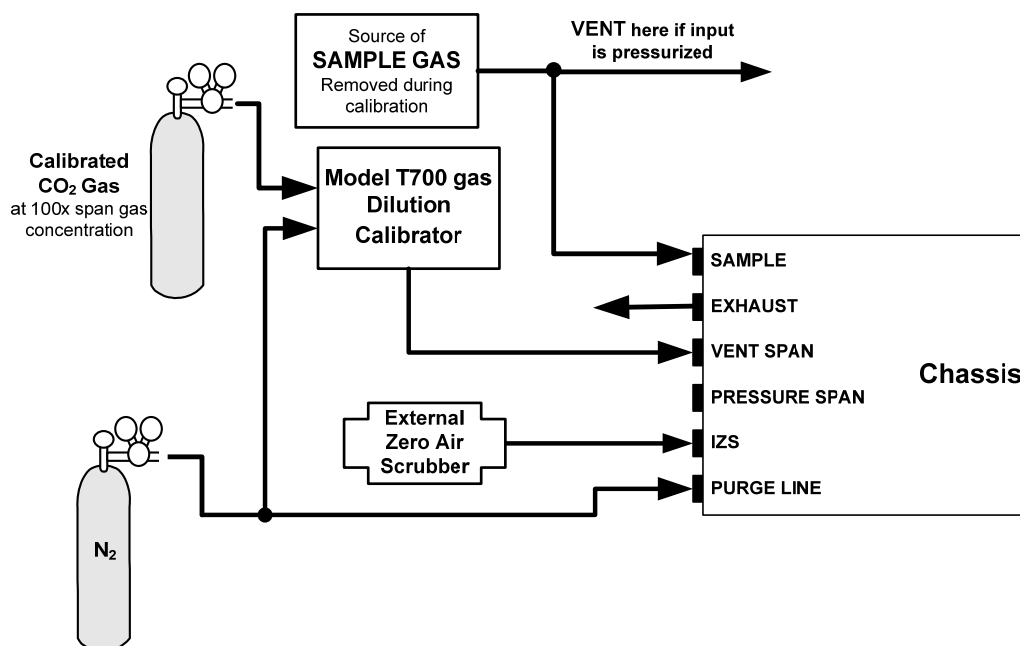 Source of
SAMPLE GAS
Removed during
calibration
VENT here if input
is pressurized
Calibrated
CO₂ Gas
at 100x span gas
concentration
Model T700 gas
Dilution
Calibrator
SAMPLE
EXHAUST
VENT SPAN
PRESSURE SPAN
IZS
PURGE LINE
Chassis
External
Zero Air
Scrubber
N₂